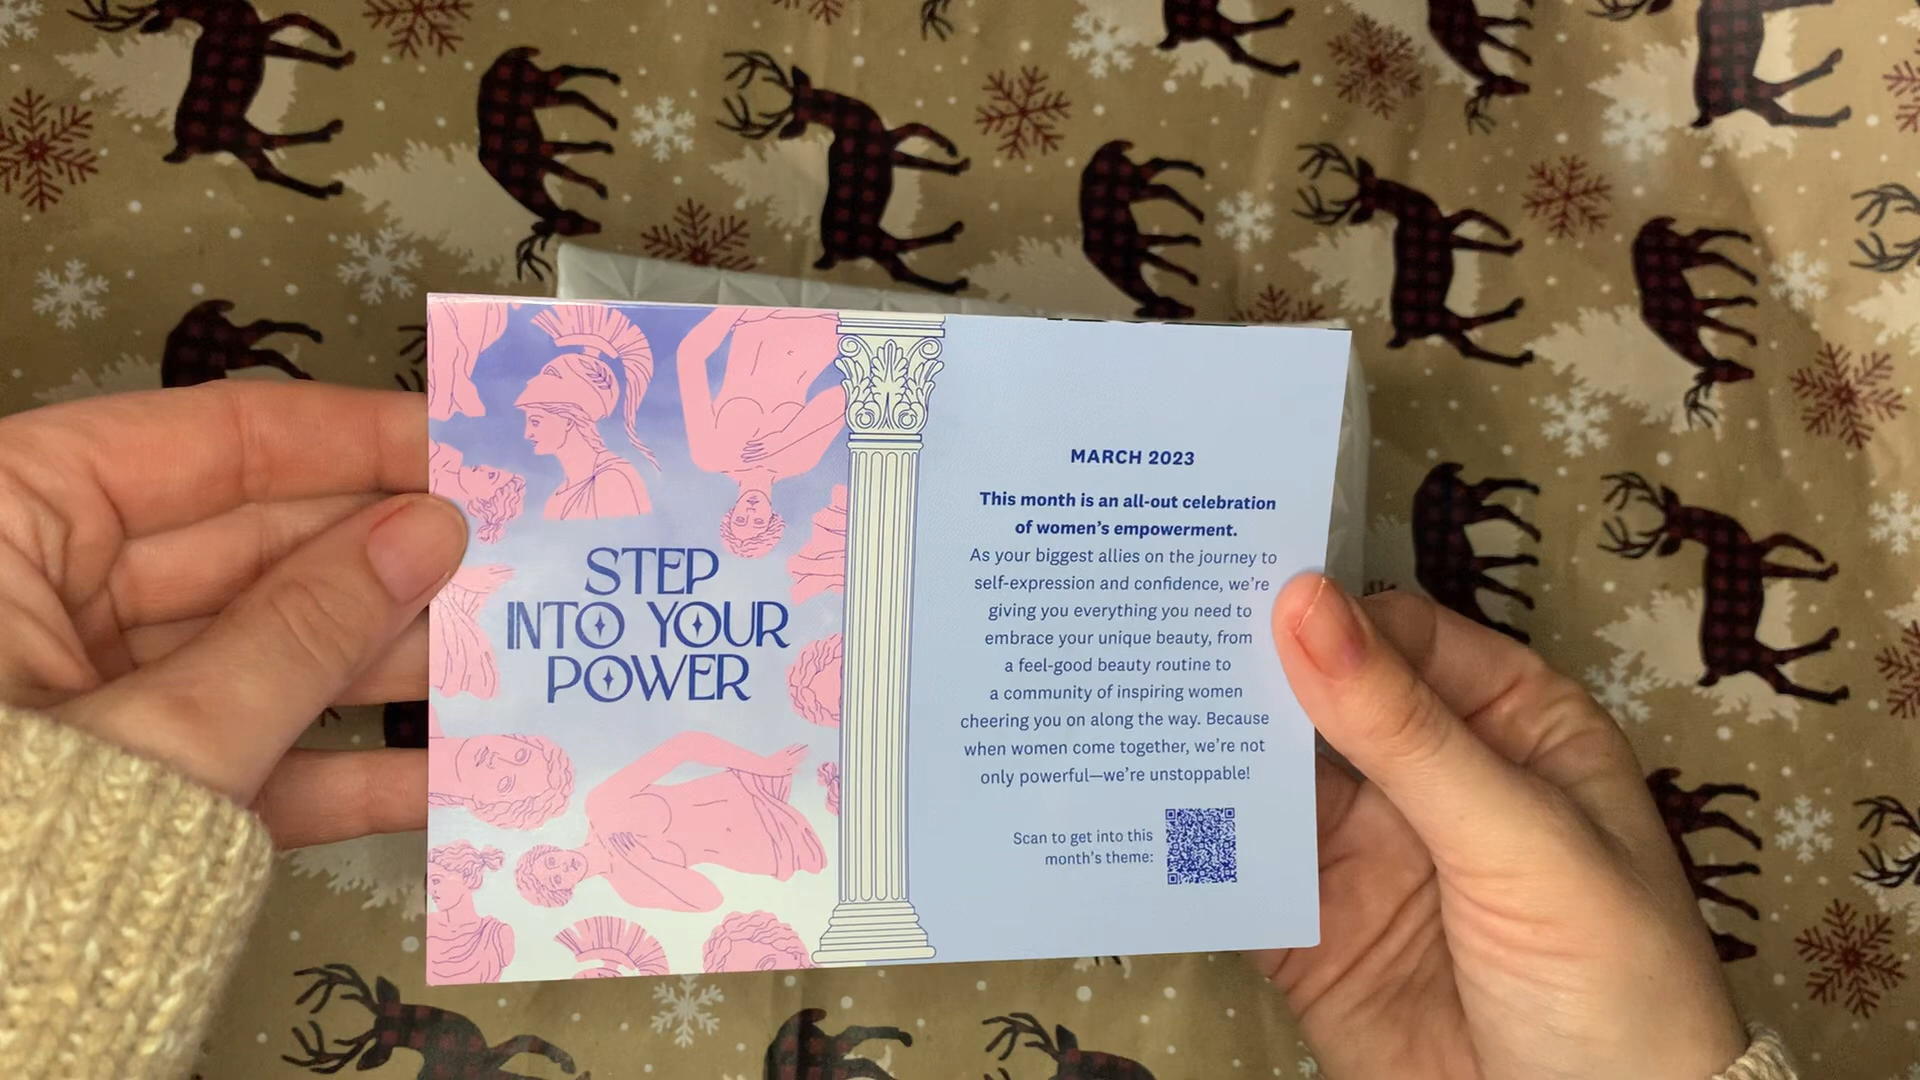 STEP
INTO YOUR
POWER
MARCH 2023
This month is an all-out celebration
of women's empowerment.
As your biggest allies on the journey to
self-expression and confidence, we're
giving you everything you need to
embrace your unique beauty, from
a feel-good beauty routine to
a community of inspiring women
cheering you on along the way. Because
when women come together, we're not
only powerful—we're unstoppable!
Scan to get into this
month's theme: